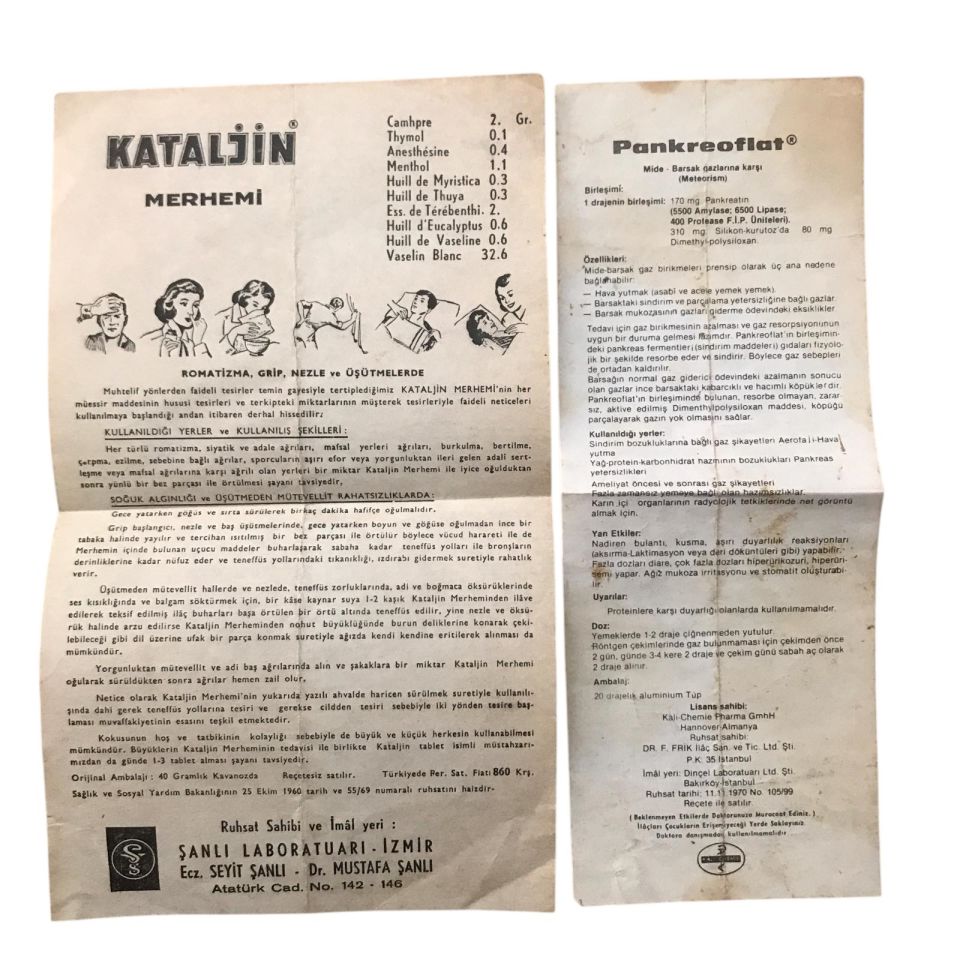 KATALJİN®
MERHEMİ
Camhpre 2. Gr.
Thymol 0.1
Anesthésine 0.4
Menthol 1.1
Huill de Myristica 0.3
Huill de Thuya 0.3
Ess. de Térébenthi. 2.
Huill d'Eucalyptus 0.6
Huill de Vaseline 0.6
Vaselin Blanc 32.6
ROMATİZMA, GRİP, NEZLE ve ÜŞÜTMELERDE
Muhtelif yönlerden faideli tesirler temin gayesiyle tertiplediğimiz KATALJİN MERHEMİ'nin her
müessir maddesinin hususi tesirleri ve terkipteki miktarlarının müşterek tesirleriyle faideli neticeleri
kullanılmaya başlandığı andan itibaren derhal hissedilir.
KULLANILDIĞI YERLER ve KULLANILIŞ ŞEKİLLERİ :
Her türlü romatizma, siyatik ve adale ağrıları, mafsal yerleri ağrıları, burkulma, bertilme,
çarpma, ezilme, sebebine bağlı ağrılar, sporcuların aşırı efor veya yorgunluktan ileri gelen adali sert-
leşme veya mafsal ağrılarına karşı ağrılı olan yerleri bir miktar Kataljin Merhemi ile iyice oğulduktan
sonra yünlü bir bez parçası ile örtülmesi şayanı tavsiyedir.
SOĞUK ALGINLIĞI ve ÜŞÜTMEDEN MÜTEVELLİT RAHATSIZLIKLARDA :
Gece yatarken göğüs ve sırta sürülerek birkaç dakika hafifçe oğulmalıdır.
Grip başlangıcı, nezle ve baş üşütmelerinde, gece yatarken boyun ve göğüse oğulmadan ince bir
tabaka halinde yayılır ve tercihan ısıtılmış bir bez parçası ile örtülür böylece vücud harareti ile de
Merhemin içinde bulunan uçucu maddeler buharlaşarak sabaha kadar teneffüs yolları ile bronşların
derinliklerine kadar nüfuz eder ve teneffüs yollarındaki tıkanıklığı, ızdırabı gidermek suretiyle rahatlık
verir.
Üşütmeden mütevellit hallerde ve nezlede, teneffüs zorluklarında, adi ve boğmaca öksürüklerinde
ses kısıklığında ve balgam söktürmek için, bir kâse kaynar suya 1-2 kaşık Kataljin Merheminden ilâve
edilerek teksif edilmiş ilâç buharları başa örtülen bir örtü altında teneffüs edilir, yine nezle ve öksü-
rük halinde arzu edilirse Kataljin Merheminden nohut büyüklüğünde burun deliklerine konarak çeki-
lebileceği gibi dil üzerine ufak bir parça konmak suretiyle ağızda kendi kendine eritilerek alınması da
mümkündür.
Yorgunluktan mütevellit ve adi baş ağrılarında alın ve şakaklara bir miktar Kataljin Merhemi
oğularak sürüldükten sonra ağrılar hemen zail olur.
Netice olarak Kataljin Merhemi'nin yukarıda yazılı ahvalde haricen sürülmek suretiyle kullanılı-
şında dahi gerek teneffüs yollarına tesiri ve gerekse cildden tesiri sebebiyle iki yönden tesire baş-
laması muvaffakiyetinin esasını teşkil etmektedir.
Kokusunun hoş ve tatbikinin kolaylığı sebebiyle de büyük ve küçük herkesin kullanabilmesi
mümkündür. Büyüklerin Kataljin Merheminin tedavisi ile birlikte Kataljin tablet isimli müstahzarı-
mızdan da günde 1-3 tablet alması şayanı tavsiyedir.
Orijinal Ambalajı : 40 Gramlık Kavanozda Reçetesiz satılır. Türkiyede Per. Sat. Fiatı 860 Krş.
Sağlık ve Sosyal Yardım Bakanlığının 25 Ekim 1960 tarih ve 55/69 numaralı ruhsatını haizdir.
Ruhsat Sahibi ve İmâl yeri :
ŞANLI LABORATUARI - İZMİR
Ecz. SEYİT ŞANLI - Dr. MUSTAFA ŞANLI
Atatürk Cad. No. 142 - 146
Pankreoflat®
Mide - Barsak gazlarına karşı
(Meteorism)
Birleşimi:
1 drajenin birleşimi: 170 mg. Pankreatin
(5500 Amylase; 6500 Lipase;
400 Protease F.İ.P. Üniteleri).
310 mg. Silikon-kurutoz'da 80 mg
Dimethyl-polysiloxan.
Özellikleri:
Mide-barsak gaz birikmeleri prensip olarak üç ana nedene
bağlanabilir:
— Hava yutmak (asabî ve acele yemek yemek).
— Barsaktaki sindirim ve parçalama yetersizliğine bağlı gazlar.
— Barsak mukozasının gazları giderme ödevindeki eksiklikler
Tedavi için gaz birikmesinin azalması ve gaz resorpsiyonunun
uygun bir duruma gelmesi lâzımdır. Pankreoflat'ın birleşimin-
deki pankreas fermentleri (sindirim maddeleri) gıdaları fizyolo-
jik bir şekilde resorbe eder ve sindirir. Böylece gaz sebepleri
de ortadan kaldırılır.
Barsağın normal gaz giderici ödevindeki azalmanın sonucu
olan gazlar ince barsaktaki kabarcıklı ve hacımlı köpüklerdir.
Pankreoflat'ın birleşiminde bulunan, resorbe olmayan, zarar-
sız, aktive edilmiş Dimenthylpolysiloxan maddesi, köpüğü
parçalayarak gazın yok olmasını sağlar.
Kullanıldığı yerler:
Sindirim bozukluklarına bağlı gaz şikayetleri Aerofaji-Hava
yutma
Yağ-protein-karbonhidrat hazmının bozuklukları Pankreas
yetersizlikleri
Ameliyat öncesi ve sonrası gaz şikayetleri
Fazla zamansız yemeye bağlı olan hazımsızlıklar.
Karın içi organların radyolojik tetkiklerinde net görüntü
almak için.
Yan Etkiler:
Nadiren bulantı, kusma, aşırı duyarlılık reaksiyonları
(aksırma-Laktimasyon veya deri döküntüleri gibi) yapabilir.
Fazla dozları diare, çok fazla dozları hiperürikozuri, hiperüri-
semi yapar. Ağız mukoza irritasyonu ve stomatit oluşturabi-
lir.
Uyarılar:
Proteinlere karşı duyarlığı olanlarda kullanılmamalıdır.
Doz:
Yemeklerde 1-2 draje çiğnenmeden yutulur.
Röntgen çekimlerinde gaz bulunmaması için çekimden önce
2 gün, günde 3-4 kere 2 draje ve çekim günü sabah aç olarak
2 draje alınır.
Ambalaj:
20 drajelik aluminium Tüp
Lisans sahibi:
Kali-Chemie Pharma GmbH
Hannover-Almanya
Ruhsat sahibi:
DR. F. FRİK İlâç San. ve Tic. Ltd. Şti.
P.K. 35 İstanbul
İmâl yeri: Dinçel Laboratuarı Ltd. Şti.
Bakırköy-İstanbul
Ruhsat tarihi: 11.11.1970 No. 105/99
Reçete ile satılır.
( Beklenmeyen Etkilerde Doktorunuza Müracaat Ediniz. )
İlâçları Çocukların Erişemiyeceği Yerde Saklayınız.
Doktora danışmadan kullanılmamalıdır.